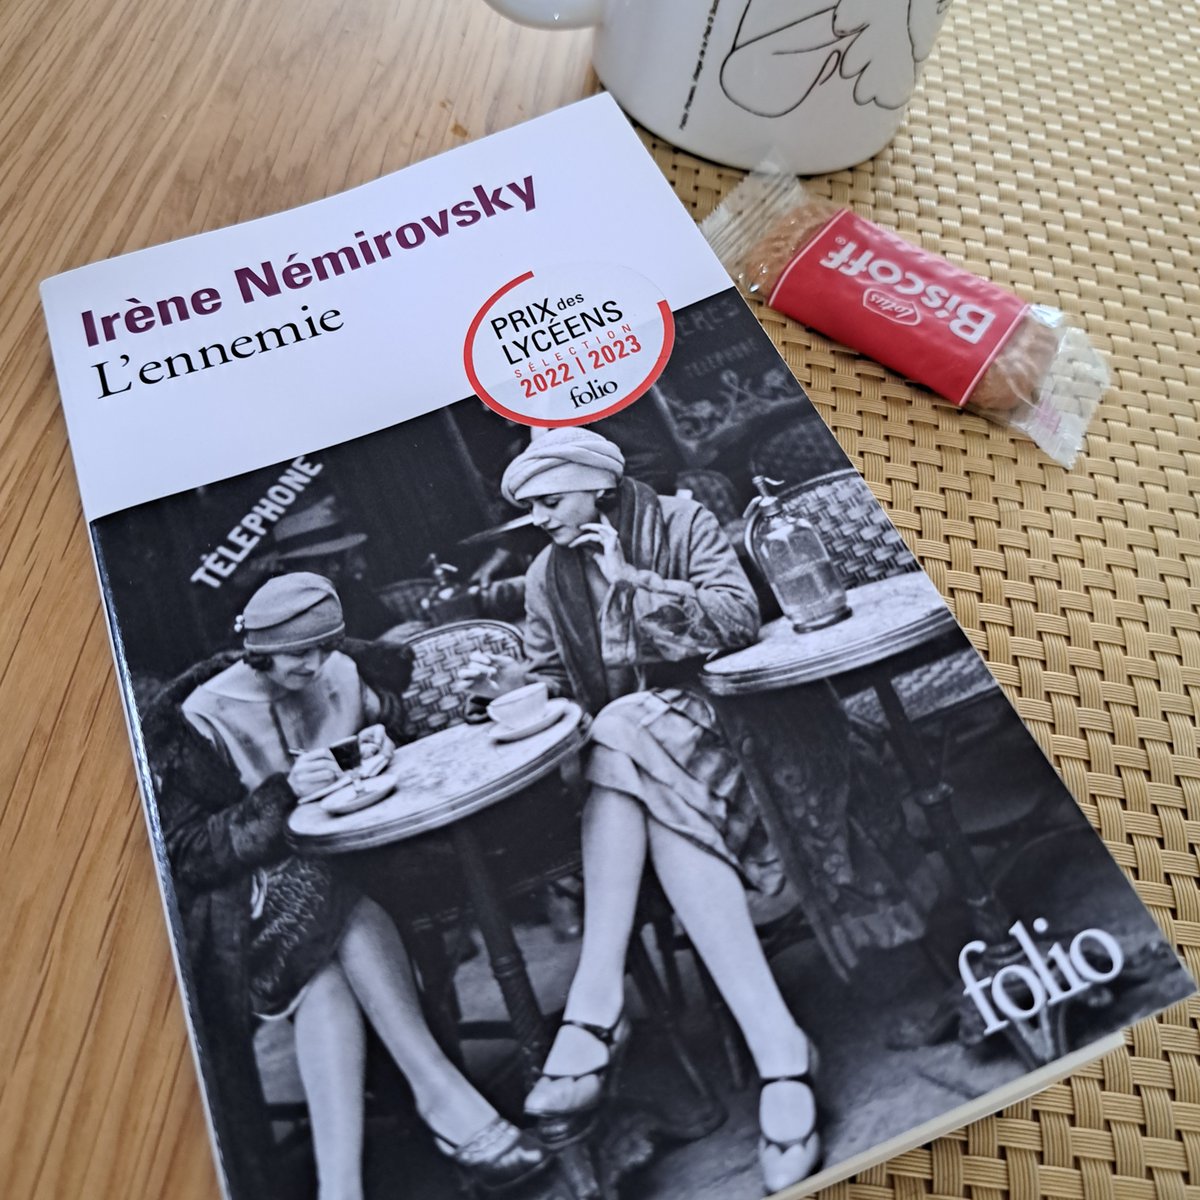 Irène Némirovsky
L'ennemie
PRIX des
LYCÉENS
SÉLECTION
2022 | 2023
folio
TÉLÉPHONE
folio
Lotus
Biscoff